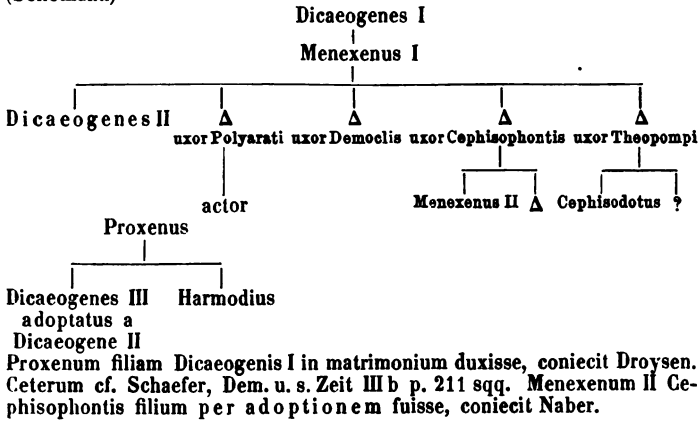 Dicaeogenes I
Menexenus I
Dicaeogenes II Δ Δ Δ Δ
uxor Polyarati uxor Democlis uxor Cephisophontis uxor Theopompi
actor Menexenus II Δ Cephisodotus ?
Proxenus
Dicaeogenes III Harmodius
adoptatus a
Dicaeogene II
Proxenum filiam Dicaeogenis I in matrimonium duxisse, coniecit Droysen.
Ceterum cf. Schaefer, Dem. u. s. Zeit III b p. 211 sqq. Menexenum II Ce-
phisophontis filium per adoptionem fuisse, coniecit Naber.